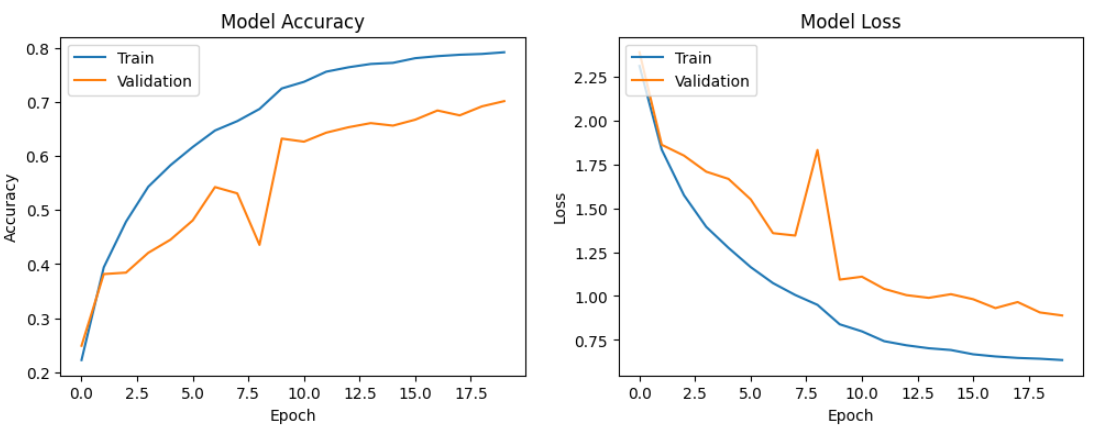 Model Accuracy
Train
Validation
0.8
0.7
0.6
0.5
0.4
0.3
0.2
Accuracy
0.0 2.5 5.0 7.5 10.0 12.5 15.0 17.5
Epoch
Model Loss
Train
Validation
2.25
2.00
1.75
1.50
1.25
1.00
0.75
Loss
0.0 2.5 5.0 7.5 10.0 12.5 15.0 17.5
Epoch